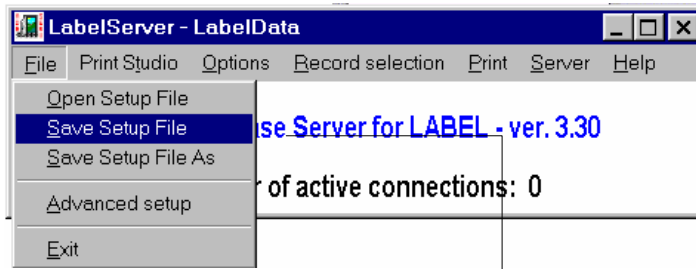 LabelServer - LabelData
File Print Studio Options Record selection Print Server Help
Open Setup File
Save Setup File
se Server for LABEL - ver. 3.30
Save Setup File As
r of active connections: 0
Advanced setup
Exit